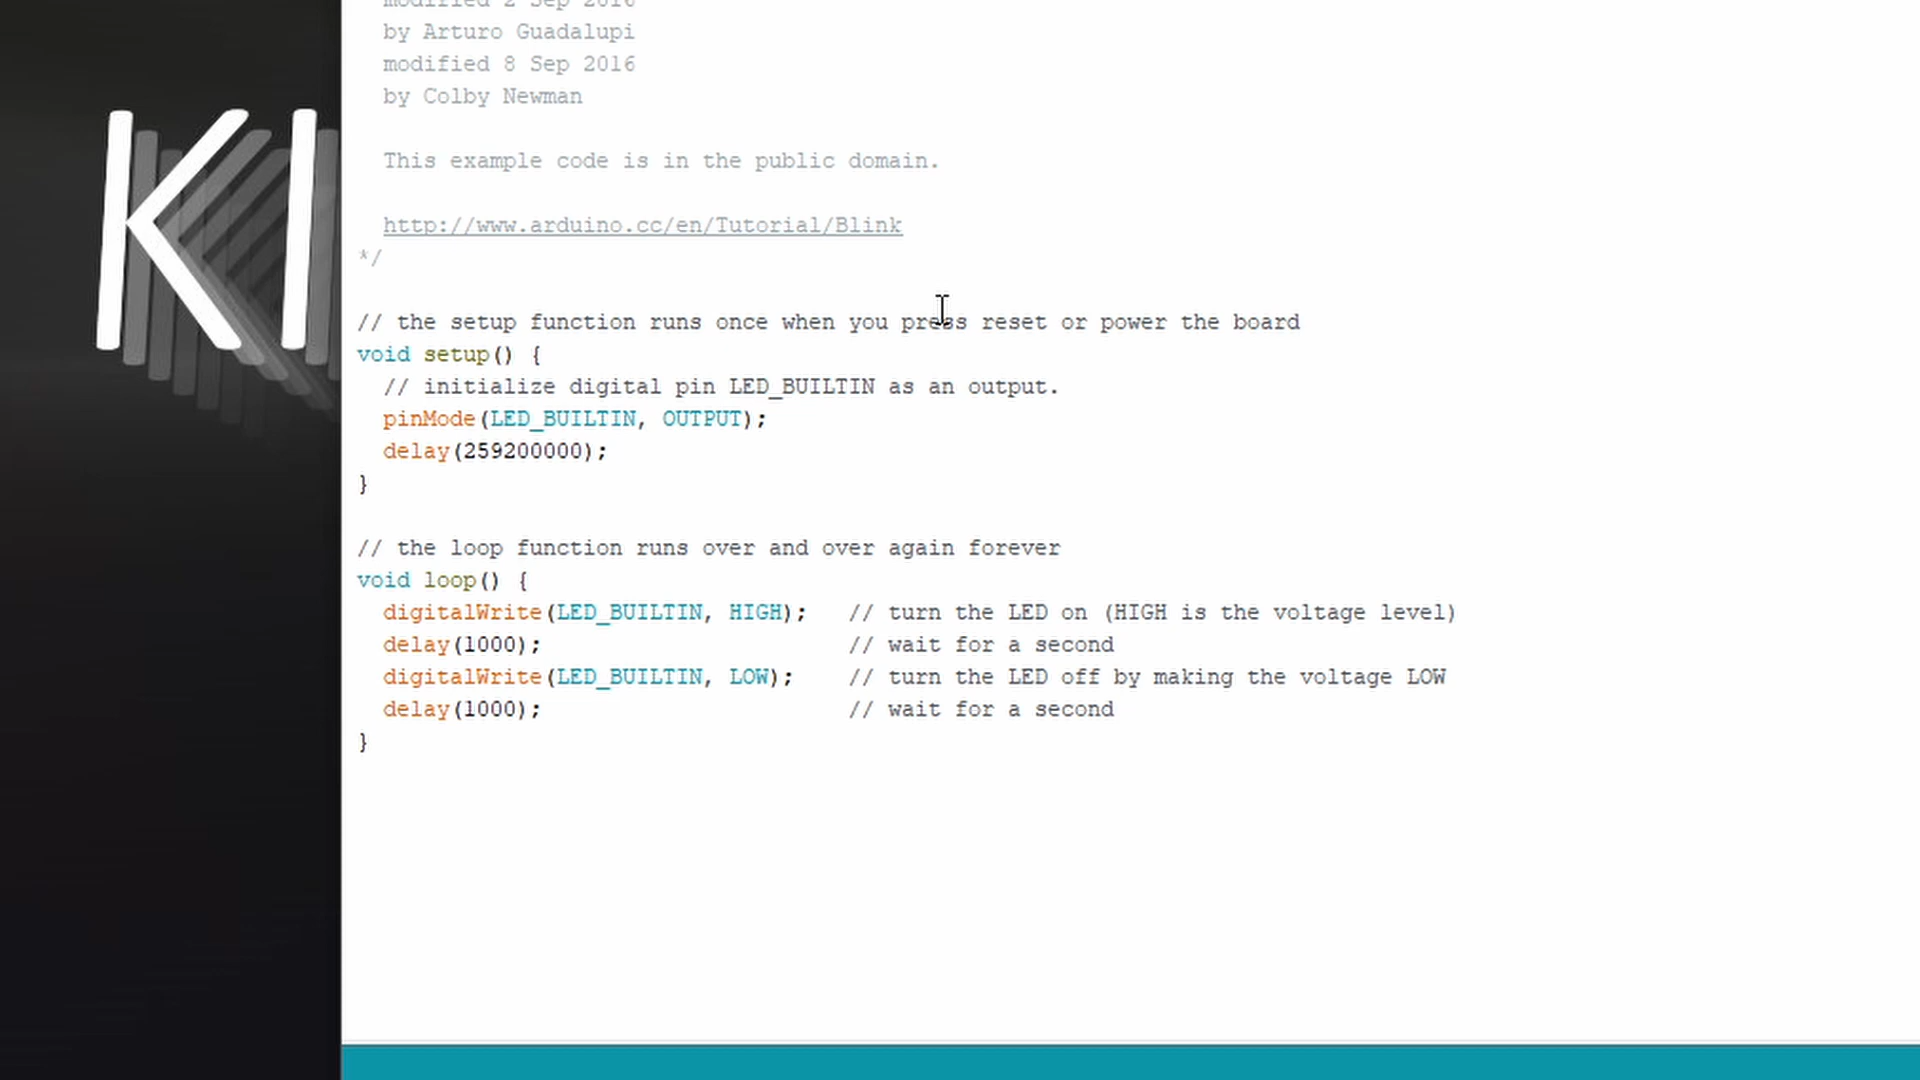 KI
modified 2 Sep 2016
by Arturo Guadalupi
modified 8 Sep 2016
by Colby Newman
This example code is in the public domain.
http://www.arduino.cc/en/Tutorial/Blink
*/
// the setup function runs once when you press reset or power the board
void setup() {
// initialize digital pin LED_BUILTIN as an output.
pinMode(LED_BUILTIN, OUTPUT);
delay(259200000);
}
// the loop function runs over and over again forever
void loop() {
digitalWrite(LED_BUILTIN, HIGH);   // turn the LED on (HIGH is the voltage level)
delay(1000);                       // wait for a second
digitalWrite(LED_BUILTIN, LOW);    // turn the LED off by making the voltage LOW
delay(1000);                       // wait for a second
}